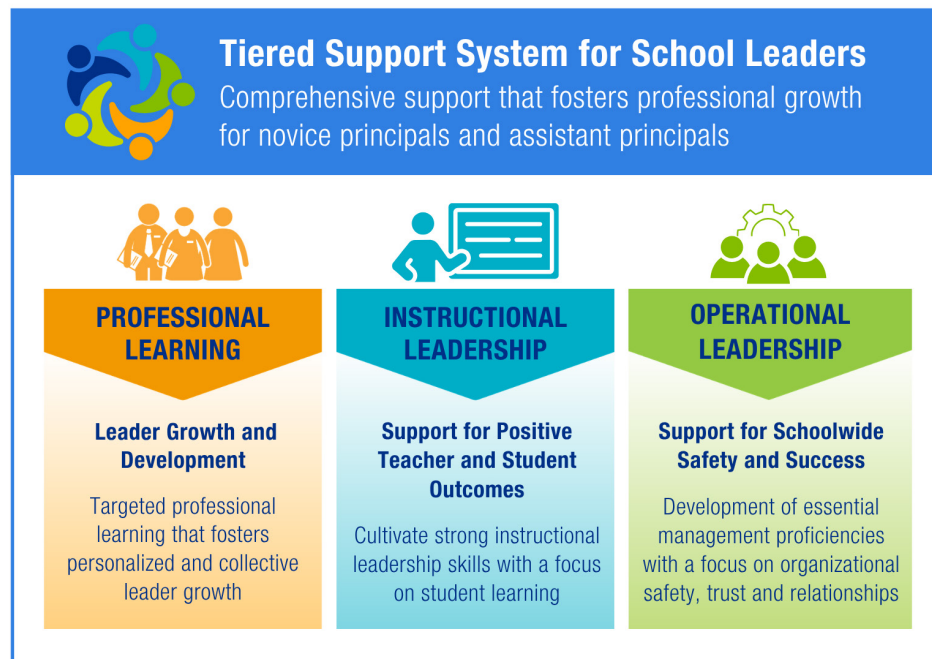 Tiered Support System for School Leaders
Comprehensive support that fosters professional growth
for novice principals and assistant principals
PROFESSIONAL
LEARNING
Leader Growth and
Development
Targeted professional
learning that fosters
personalized and collective
leader growth
INSTRUCTIONAL
LEADERSHIP
Support for Positive
Teacher and Student
Outcomes
Cultivate strong instructional
leadership skills with a focus
on student learning
OPERATIONAL
LEADERSHIP
Support for Schoolwide
Safety and Success
Development of essential
management proficiencies
with a focus on organizational
safety, trust and relationships